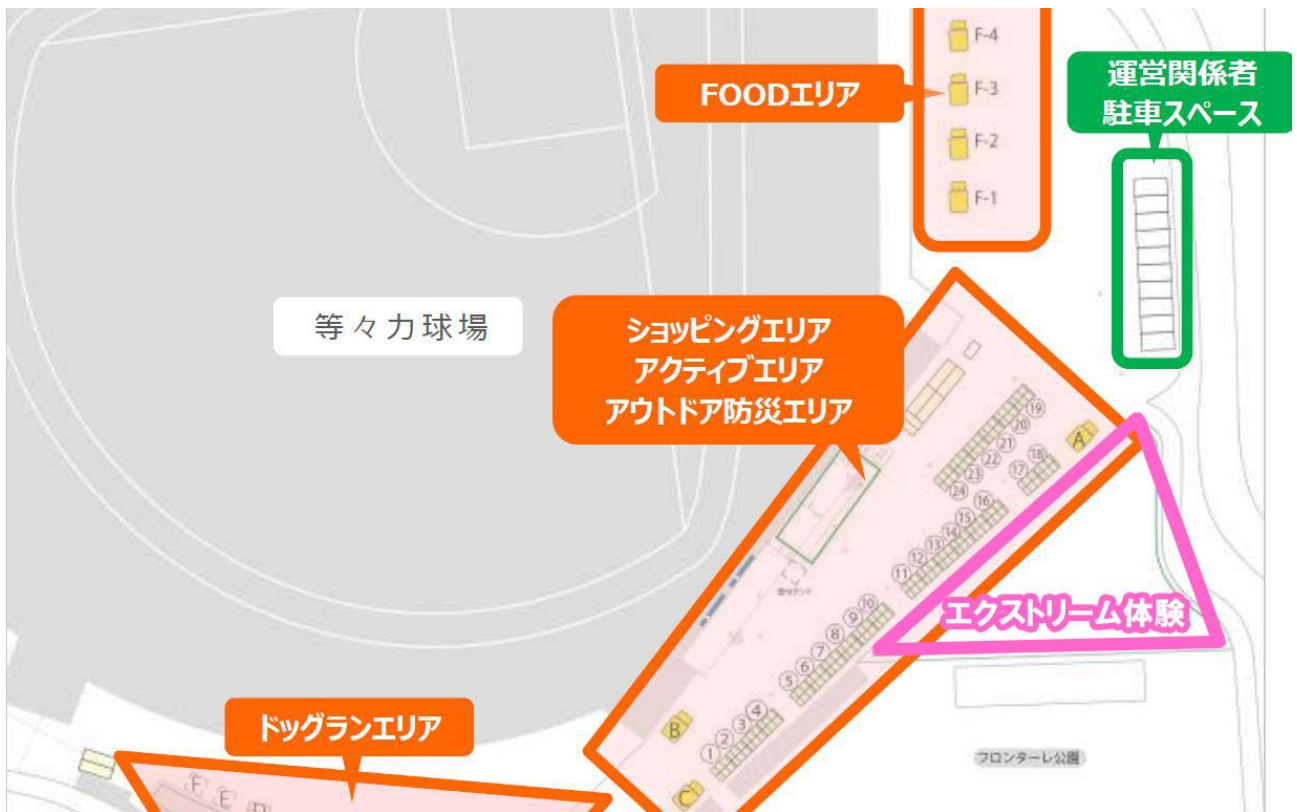 F-4
FOODエリア
F-3
F-2
F-1
運営関係者
駐車スペース
等々力球場
ショッピングエリア
アクティブエリア
アウトドア防災エリア
⑲
⑳
㉑
㉒
㉓
㉔
A
⑱
⑰
⑯
⑮
⑭
⑬
⑫
⑪
エクストリーム体験
⑩
⑨
⑧
⑦
⑥
⑤
④
③
②
①
B
C
ドッグランエリア
フロンターレ公園
F
E